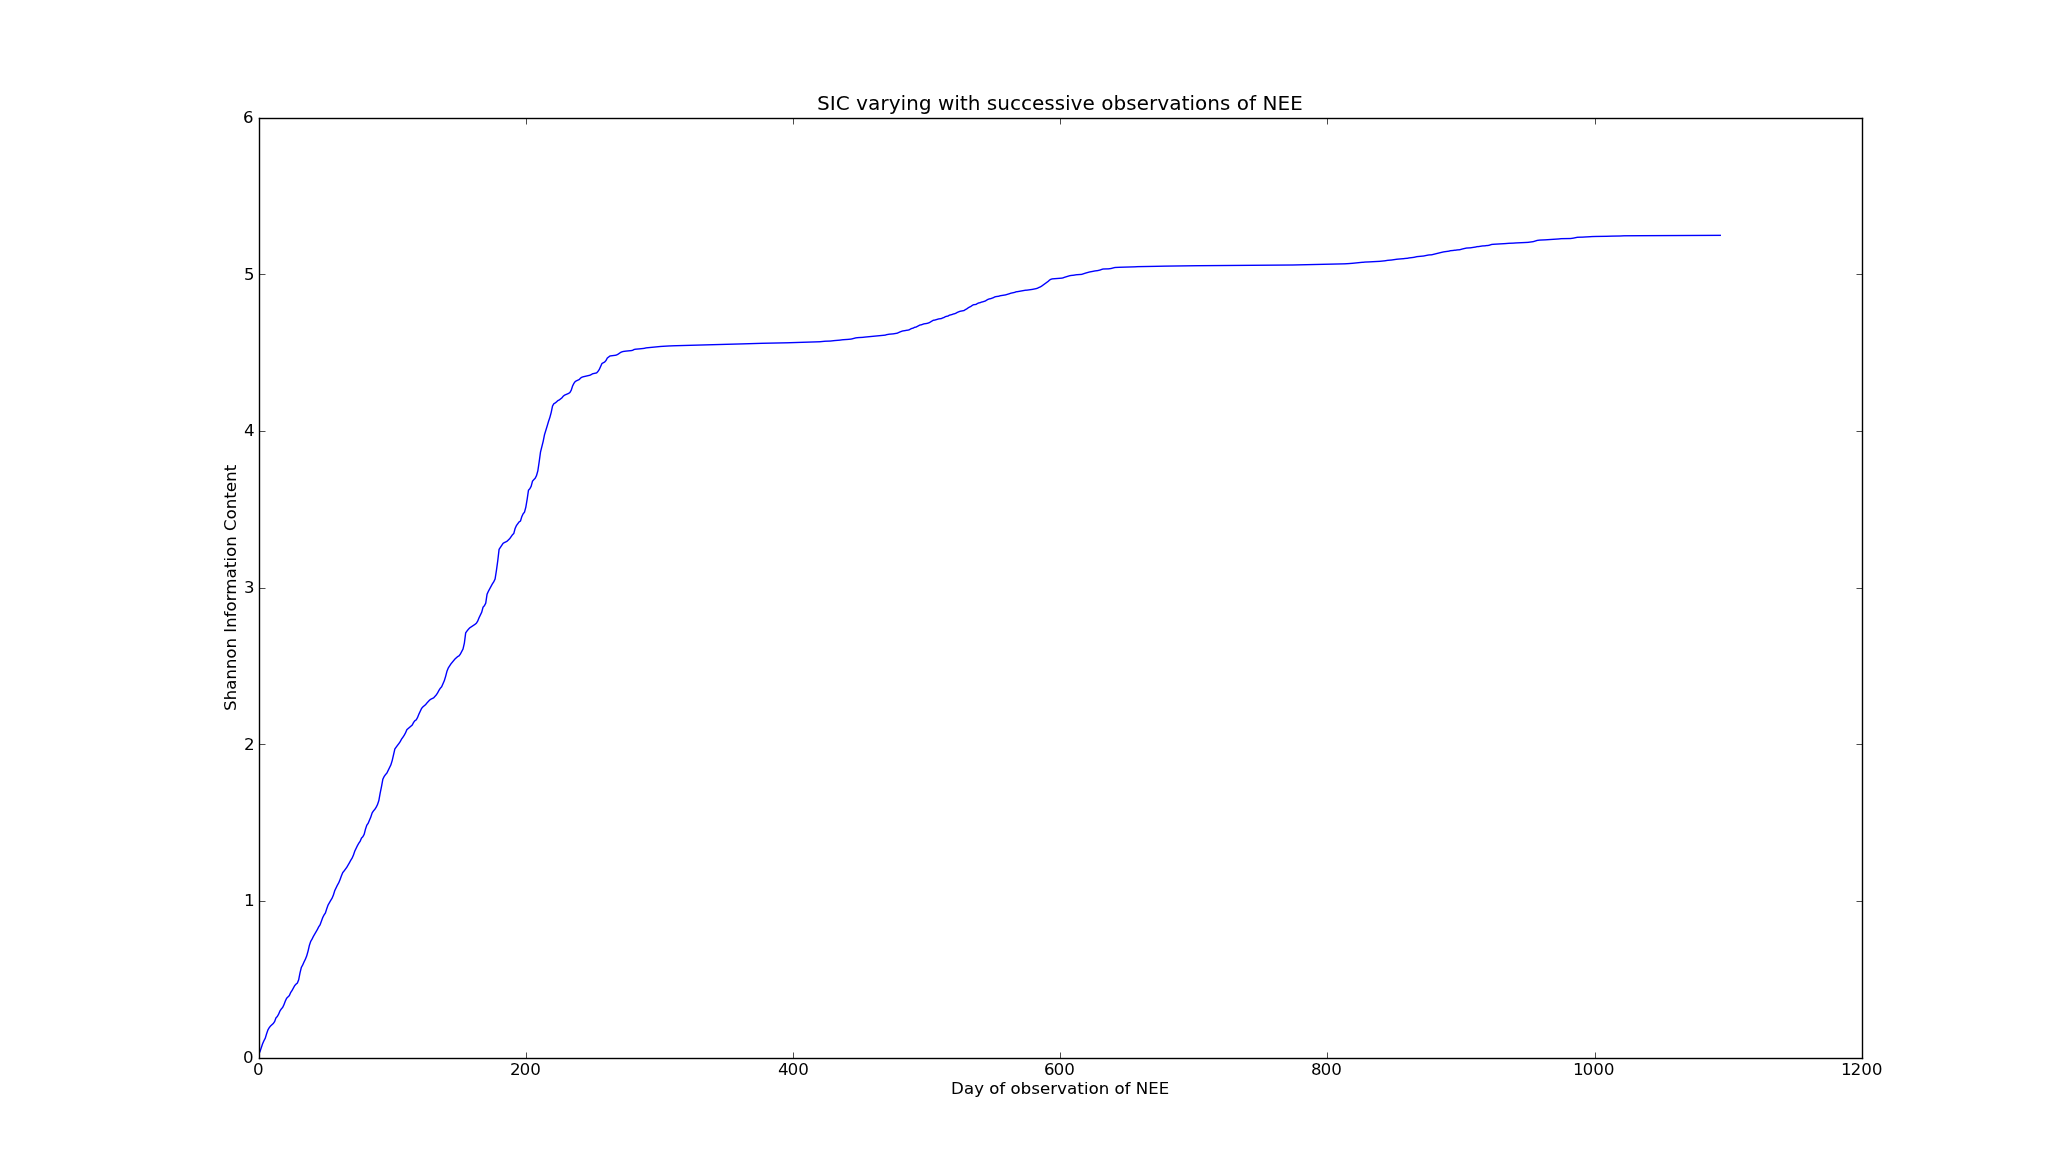 SIC varying with successive observations of NEE
6
5
4
3
2
1
0
Shannon Information Content
0 200 400 600 800 1000 1200
Day of observation of NEE